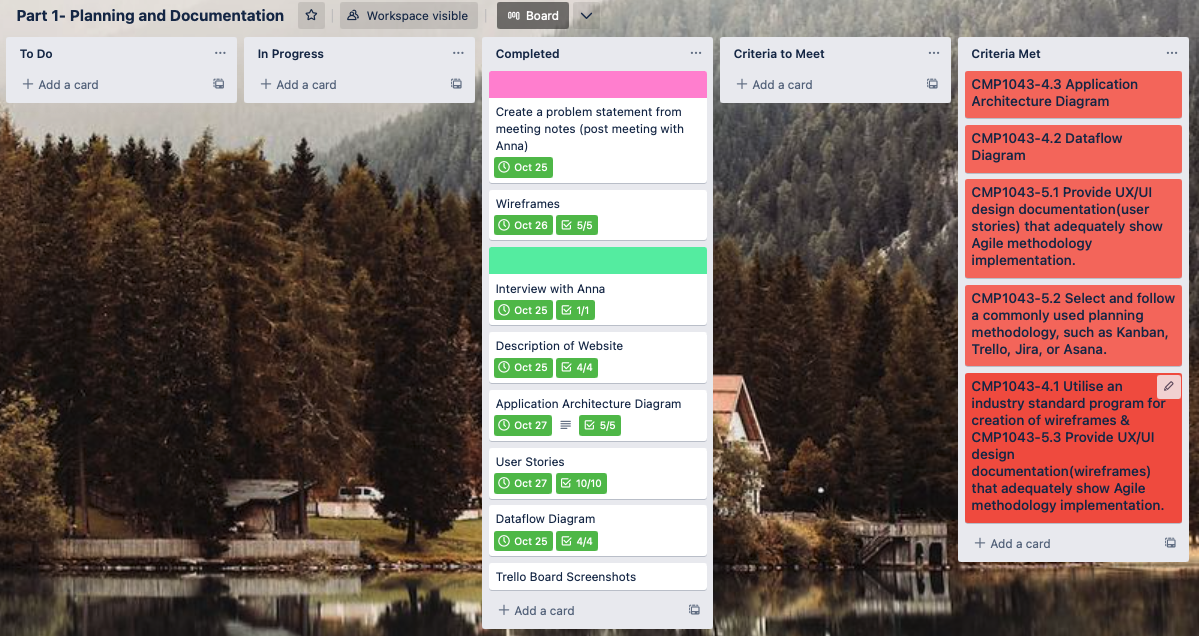 Part 1- Planning and Documentation
Workspace visible
Board
To Do
Add a card
In Progress
Add a card
Completed
Create a problem statement from
meeting notes (post meeting with
Anna)
Oct 25
Wireframes
Oct 26 5/5
Interview with Anna
Oct 25 1/1
Description of Website
Oct 25 4/4
Application Architecture Diagram
Oct 27 5/5
User Stories
Oct 27 10/10
Dataflow Diagram
Oct 25 4/4
Trello Board Screenshots
Add a card
Criteria to Meet
Add a card
Criteria Met
CMP1043-4.3 Application
Architecture Diagram
CMP1043-4.2 Dataflow
Diagram
CMP1043-5.1 Provide UX/UI
design documentation(user
stories) that adequately show
Agile methodology
implementation.
CMP1043-5.2 Select and follow
a commonly used planning
methodology, such as Kanban,
Trello, Jira, or Asana.
CMP1043-4.1 Utilise an
industry standard program for
creation of wireframes &
CMP1043-5.3 Provide UX/UI
design
documentation(wireframes)
that adequately show Agile
methodology implementation.
Add a card